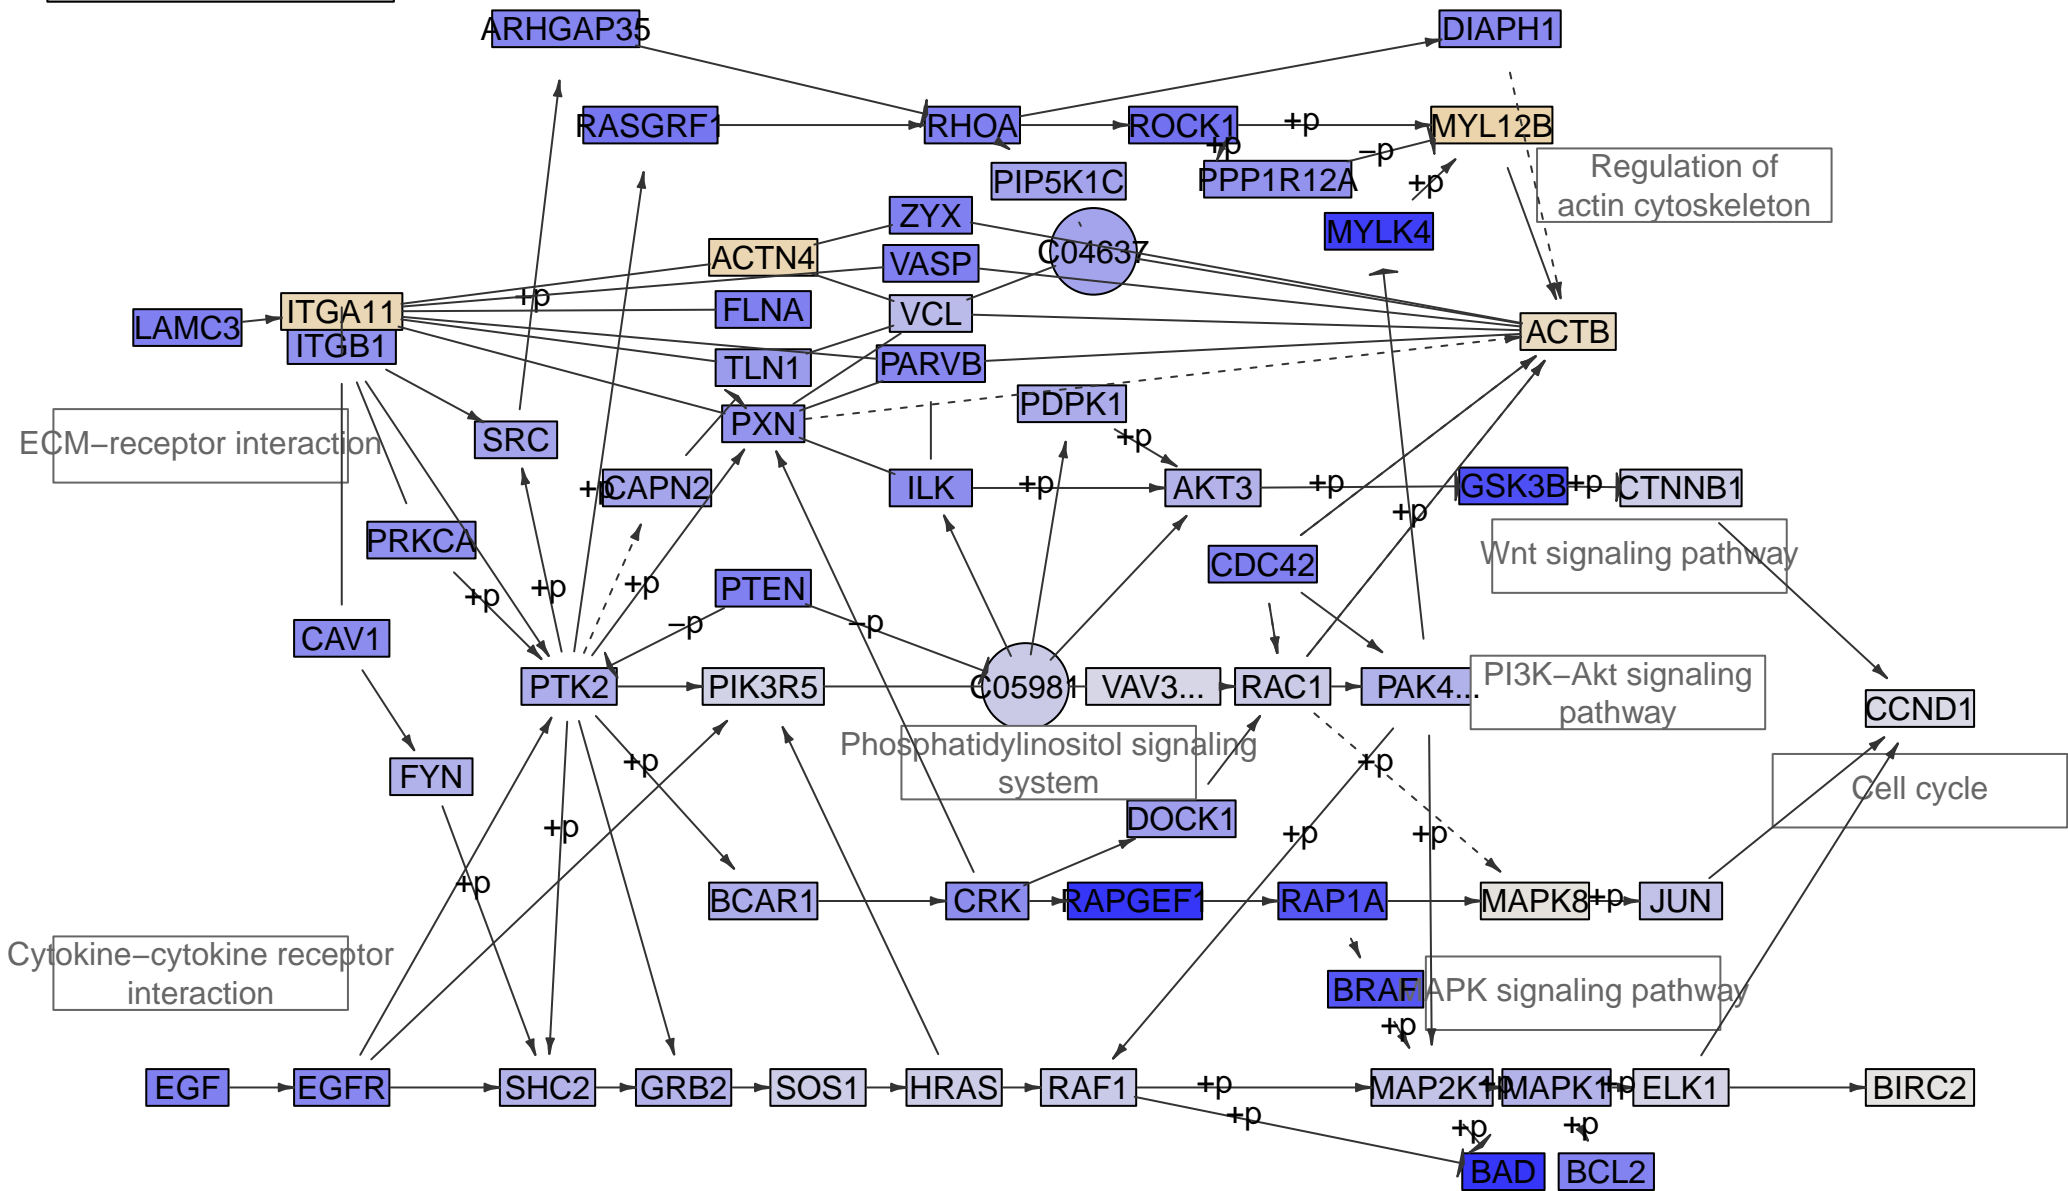 ARHGAP35
DIAPH1
RASGRF1
RHOA
ROCK1
+p
MYL12B
+p
−p
Regulation of
actin cytoskeleton
PIP5K1C
PPP1R12A
+p
ZYX
MYLK4
ACTN4
VASP
C04637
+p
ITGA11
FLNA
VCL
LAMC3
ACTB
ITGB1
TLN1
PARVB
PDPK1
PXN
+p
ECM−receptor interaction
SRC
+p
CAPN2
ILK
+p
AKT3
+p
GSK3B
+p
CTNNB1
+p
PRKCA
Wnt signaling pathway
CDC42
+p
+p
+p
PTEN
−p
−p
CAV1
PTK2
PIK3R5
C05981
VAV3...
RAC1
PAK4...
PI3K−Akt signaling
pathway
CCND1
Phosphatidylinositol signaling
system
+p
+p
FYN
Cell cycle
DOCK1
+p
+p
+p
+p
BCAR1
CRK
RAPGEF1
RAP1A
MAPK8
+p
JUN
Cytokine−cytokine receptor
interaction
BRAF
MAPK signaling pathway
+p
EGF
EGFR
SHC2
GRB2
SOS1
HRAS
RAF1
+p
MAP2K1
+p
MAPK1
+p
ELK1
BIRC2
+p
+p
+p
BAD
BCL2